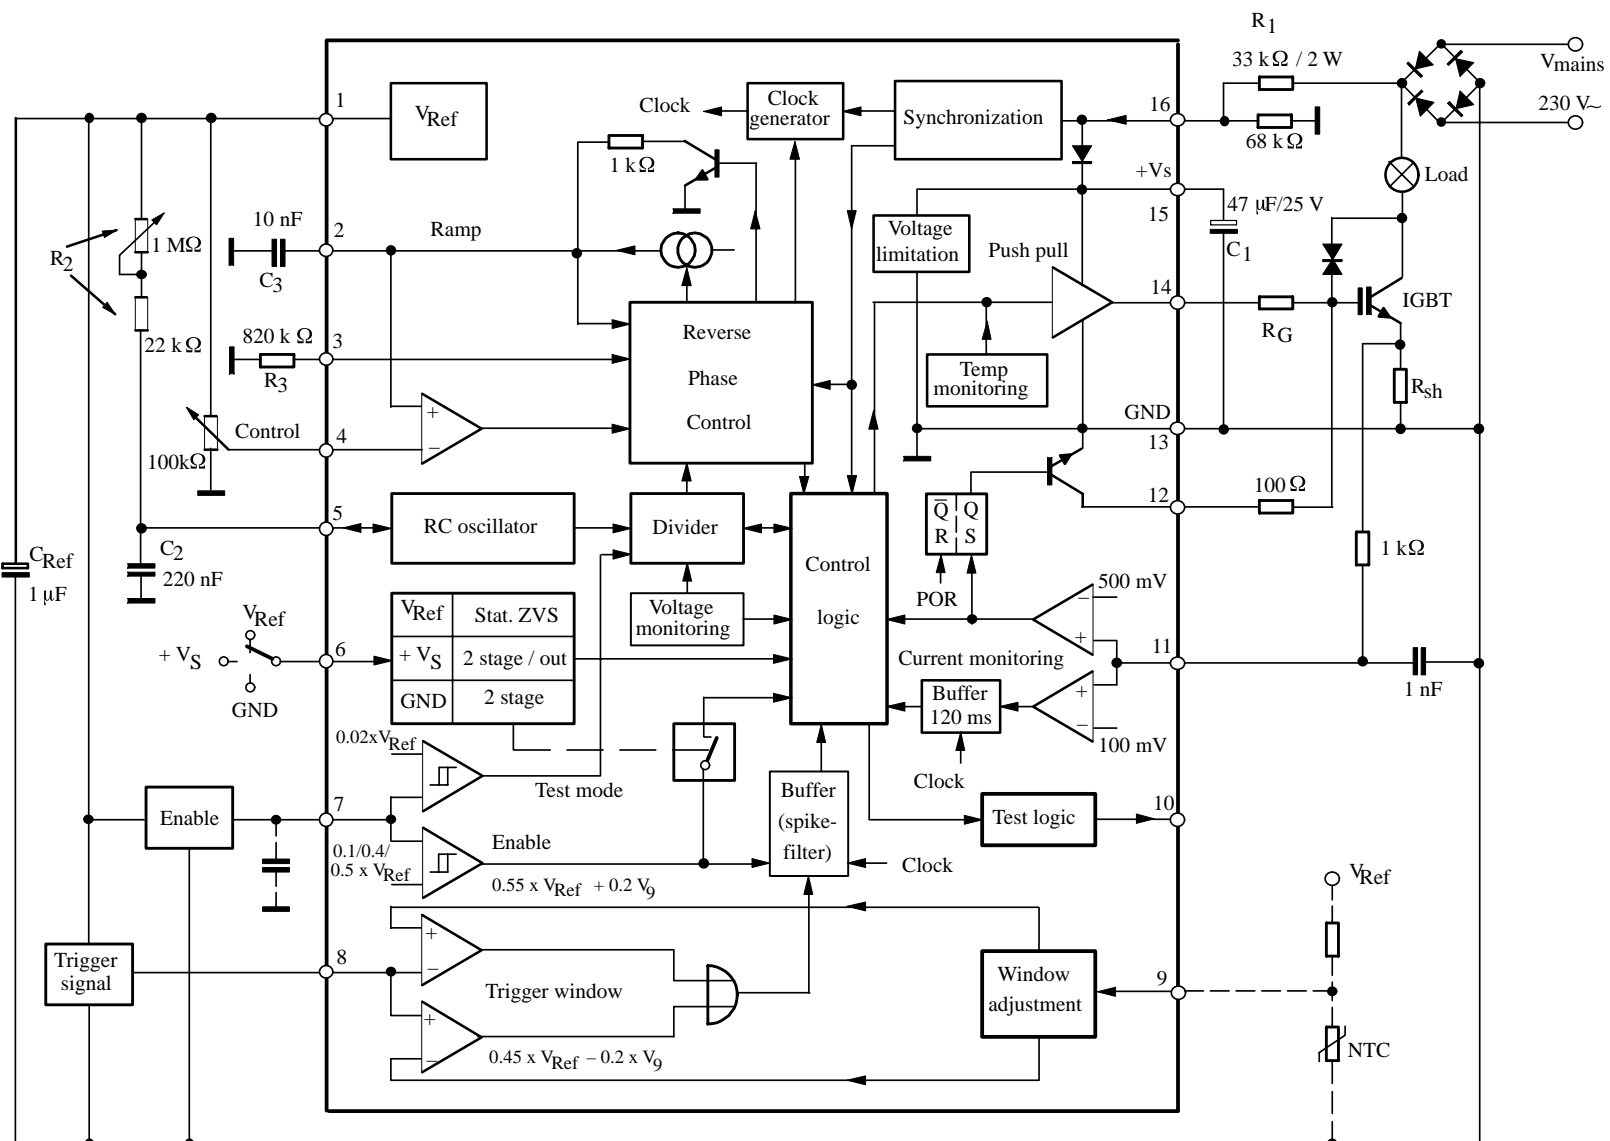 R1
33 kΩ / 2 W
Vmains
230 V~
1
VRef
Clock
Clock
generator
Synchronization
16
68 kΩ
1 kΩ
+Vs
15
47 µF/25 V
C1
Load
10 nF
2
Ramp
C3
R2
1 MΩ
22 kΩ
Voltage
limitation
Push pull
14
RG
IGBT
820 k Ω
3
R3
Reverse
Phase
Control
Temp
monitoring
Rsh
Control
4
100kΩ
+
−
GND
13
5
RC oscillator
Divider
Control
logic
Q Q
R S
POR
12
100 Ω
CRef
1 µF
C2
220 nF
1 kΩ
500 mV
VRef
+ VS
GND
6
VRef Stat. ZVS
+ VS 2 stage / out
GND 2 stage
Voltage
monitoring
−
+
Current monitoring
11
1 nF
Buffer
120 ms
+
−
100 mV
Clock
0.02xVRef
Test mode
Enable
7
0.1/0.4/
0.5 x VRef
Enable
Buffer
(spike-
filter)
Clock
Test logic
10
0.55 x VRef + 0.2 V9
VRef
Trigger
signal
8
+
−
Trigger window
+
−
0.45 x VRef − 0.2 x V9
Window
adjustment
9
NTC